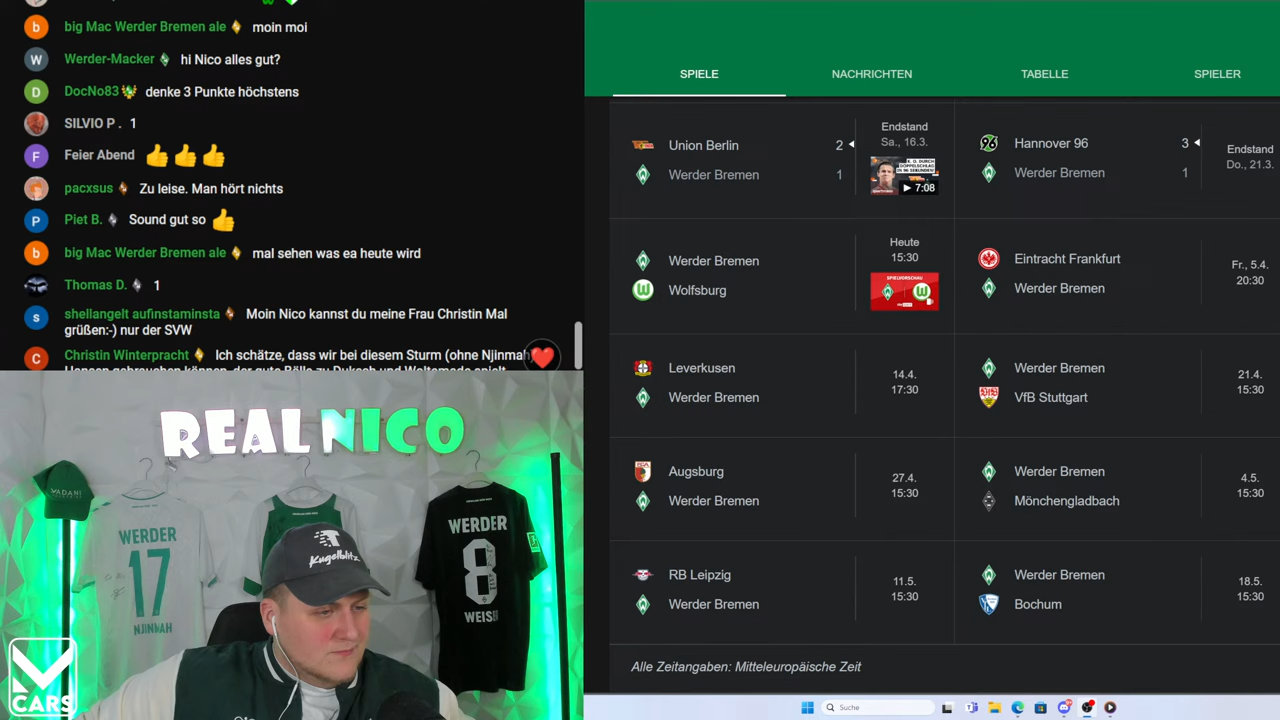 big Mac Werder Bremen ale moin moi
Werder-Macker hi Nico alles gut?
DocNo83 denke 3 Punkte höchstens
SILVIO P . 1
Feier Abend
pacxsus Zu leise. Man hört nichts
Piet B. Sound gut so
big Mac Werder Bremen ale mal sehen was ea heute wird
Thomas D. 1
shellangelt aufinstaminsta Moin Nico kannst du meine Frau Christin Mal
grüßen:-) nur der SVW
Christin Winterpracht Ich schätze, dass wir bei diesem Sturm (ohne Njinmah
SPIELE NACHRICHTEN TABELLE SPIELER
Union Berlin 2
Werder Bremen 1
Endstand
Sa., 16.3.
7:08
Hannover 96 3
Werder Bremen 1
Endstand
Do., 21.3.
Werder Bremen
Wolfsburg
Heute
15:30
SPIELVORSCHAU
Eintracht Frankfurt
Werder Bremen
Fr., 5.4.
20:30
Leverkusen
Werder Bremen
14.4.
17:30
Werder Bremen
VfB Stuttgart
21.4.
15:30
Augsburg
Werder Bremen
27.4.
15:30
Werder Bremen
Mönchengladbach
4.5.
15:30
RB Leipzig
Werder Bremen
11.5.
15:30
Werder Bremen
Bochum
18.5.
15:30
Alle Zeitangaben: Mitteleuropäische Zeit
Suche
REALNICO
WERDER
17
NJINMAH
WERDER
8
WEISER
Kugelblitz
CARS